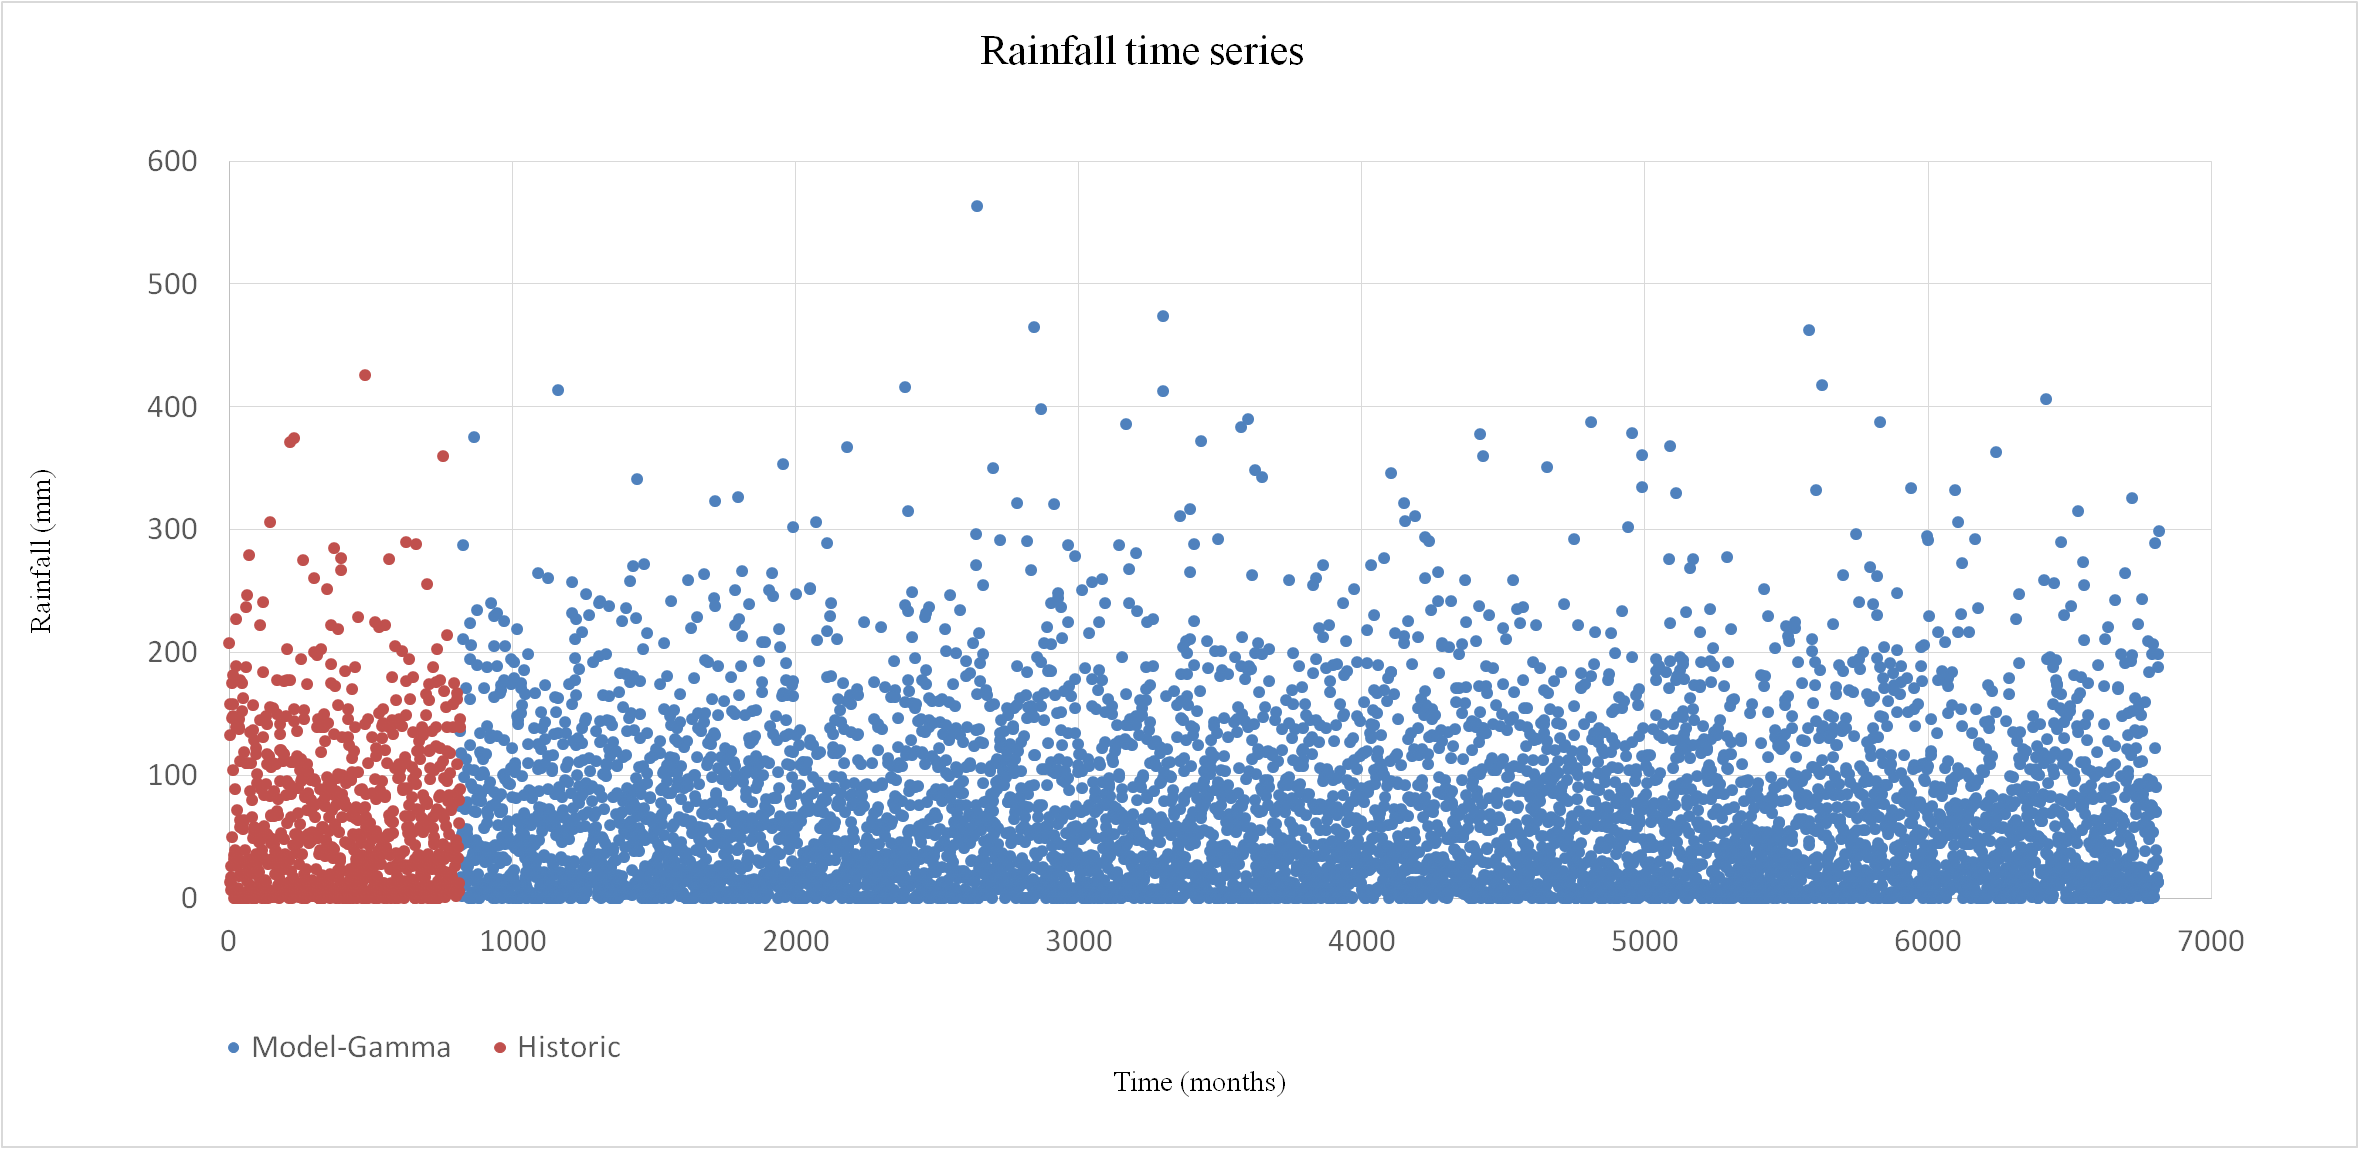 Rainfall time series
600
500
400
300
200
100
0
Rainfall (mm)
0 1000 2000 3000 4000 5000 6000 7000
Model-Gamma Historic
Time (months)